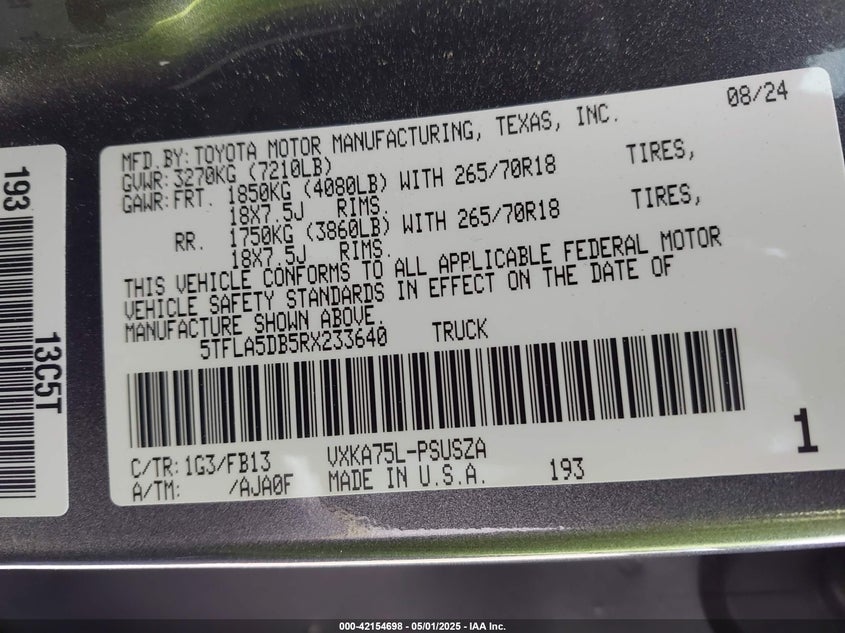 MFD.BY: TOYOTA MOTOR MANUFACTURING, TEXAS, INC. 08/24
GVWR: 3270KG (7210LB)
GAWR: FRT. 1850KG (4080LB) WITH 265/70R18 TIRES,
18X7.5J RIMS.
RR. 1750KG (3860LB) WITH 265/70R18 TIRES,
18X7.5J RIMS.
THIS VEHICLE CONFORMS TO ALL APPLICABLE FEDERAL MOTOR
VEHICLE SAFETY STANDARDS IN EFFECT ON THE DATE OF
MANUFACTURE SHOWN ABOVE.
5TFLA5DB5RX233640 TRUCK
1
C/TR: 1G3/FB13 VXKA75L-PSUSZA
A/TM: /AJA0F MADE IN U.S.A. 193
193
13C5T
000-42154698 - 05/01/2025 - IAA Inc.